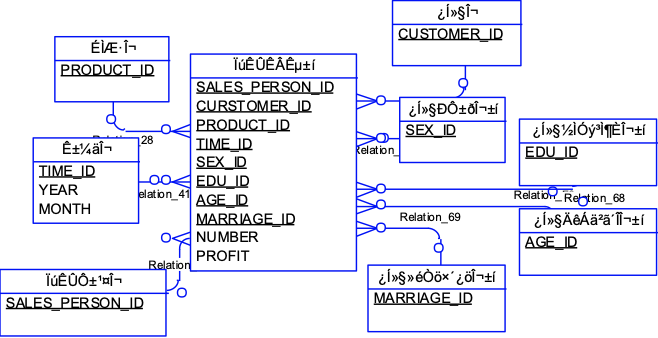 ¿Í»§Î¬
CUSTOMER_ID
ÉÌÆ·Î¬
PRODUCT_ID
ÏúÊÛÊÂÊµ±í
SALES_PERSON_ID
CURSTOMER_ID
PRODUCT_ID
TIME_ID
SEX_ID
EDU_ID
AGE_ID
MARRIAGE_ID
NUMBER
PROFIT
¿Í»§ÐÔ±ðÎ¬±í
SEX_ID
Ê±¼äÎ¬
TIME_ID
YEAR
MONTH
¿Í»§½ÌÓý³Ì¶ÈÎ¬±í
EDU_ID
¿Í»§ÄêÁä²ã´ÎÎ¬±í
AGE_ID
ÏúÊÛÔ±¹¤Î¬
SALES_PERSON_ID
¿Í»§»éÒö×´¿öÎ¬±í
MARRIAGE_ID
Relation_28
Relation_
Relation_41
Relation_
Relation_68
Relation_69
Relation